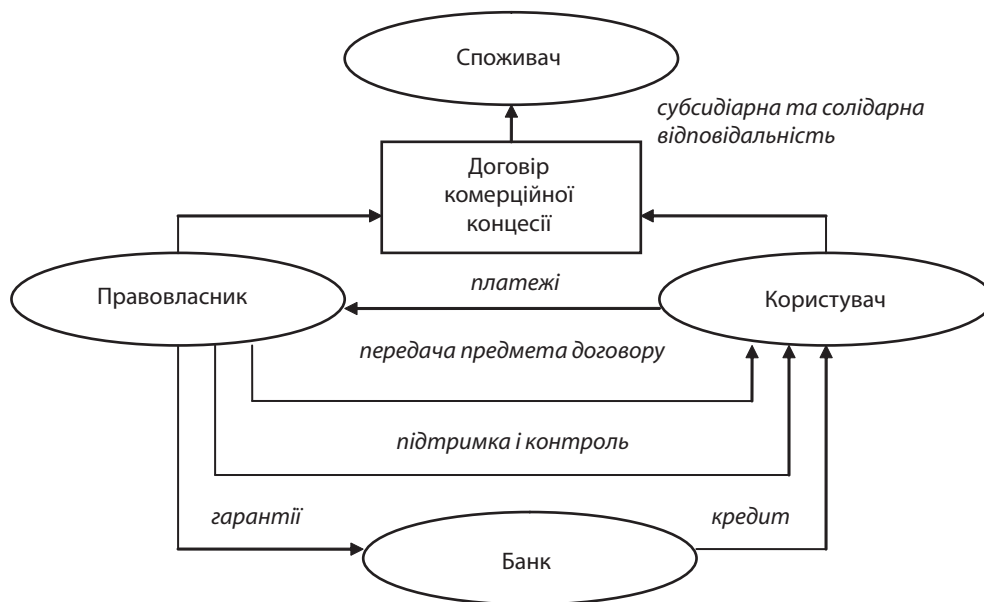 Споживач
субсидіарна та солідарна
відповідальність
Договір
комерційної
концесії
платежі
Правовласник
Користувач
передача предмета договору
підтримка і контроль
гарантії
кредит
Банк